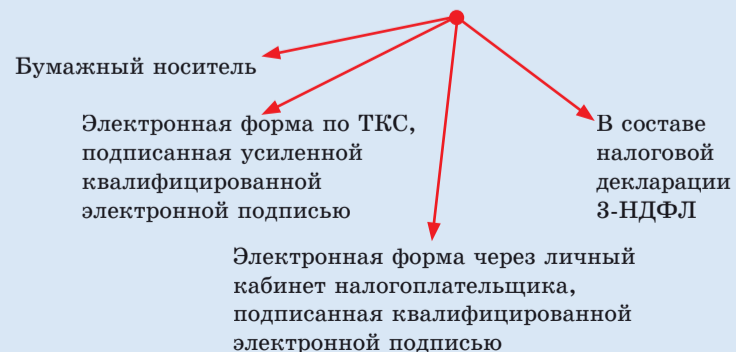 Бумажный носитель
Электронная форма по ТКС,
подписанная усиленной
квалифицированной
электронной подписью
В составе
налоговой
декларации
3-НДФЛ
Электронная форма через личный
кабинет налогоплательщика,
подписанная квалифицированной
электронной подписью